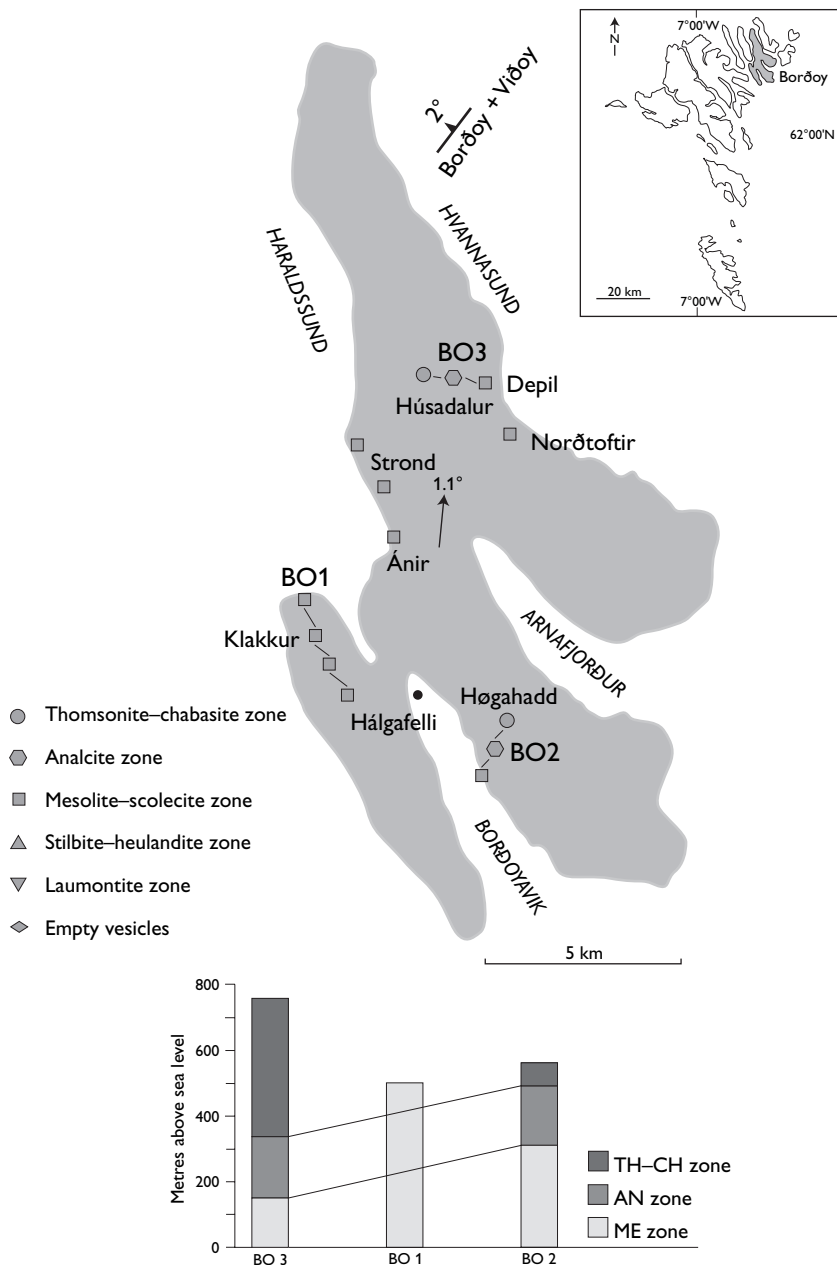 7°00'W
N
Borðoy
62°00'N
20 km
7°00'W
2°
Borðoy + Viðoy
HARALDSSUND
HVANNASUND
BO3
Depil
Húsadalur
Norðtoftir
Strond
1.1°
Ánir
BO1
Klakkur
ARNAFJORÐUR
Høgahadd
Hálgafelli
BO2
BORÐOYAVIK
Thomsonite–chabasite zone
Analcite zone
Mesolite–scolecite zone
Stilbite–heulandite zone
Laumontite zone
Empty vesicles
5 km
Metres above sea level
800
600
400
200
0
BO 3
BO 1
BO 2
TH–CH zone
AN zone
ME zone